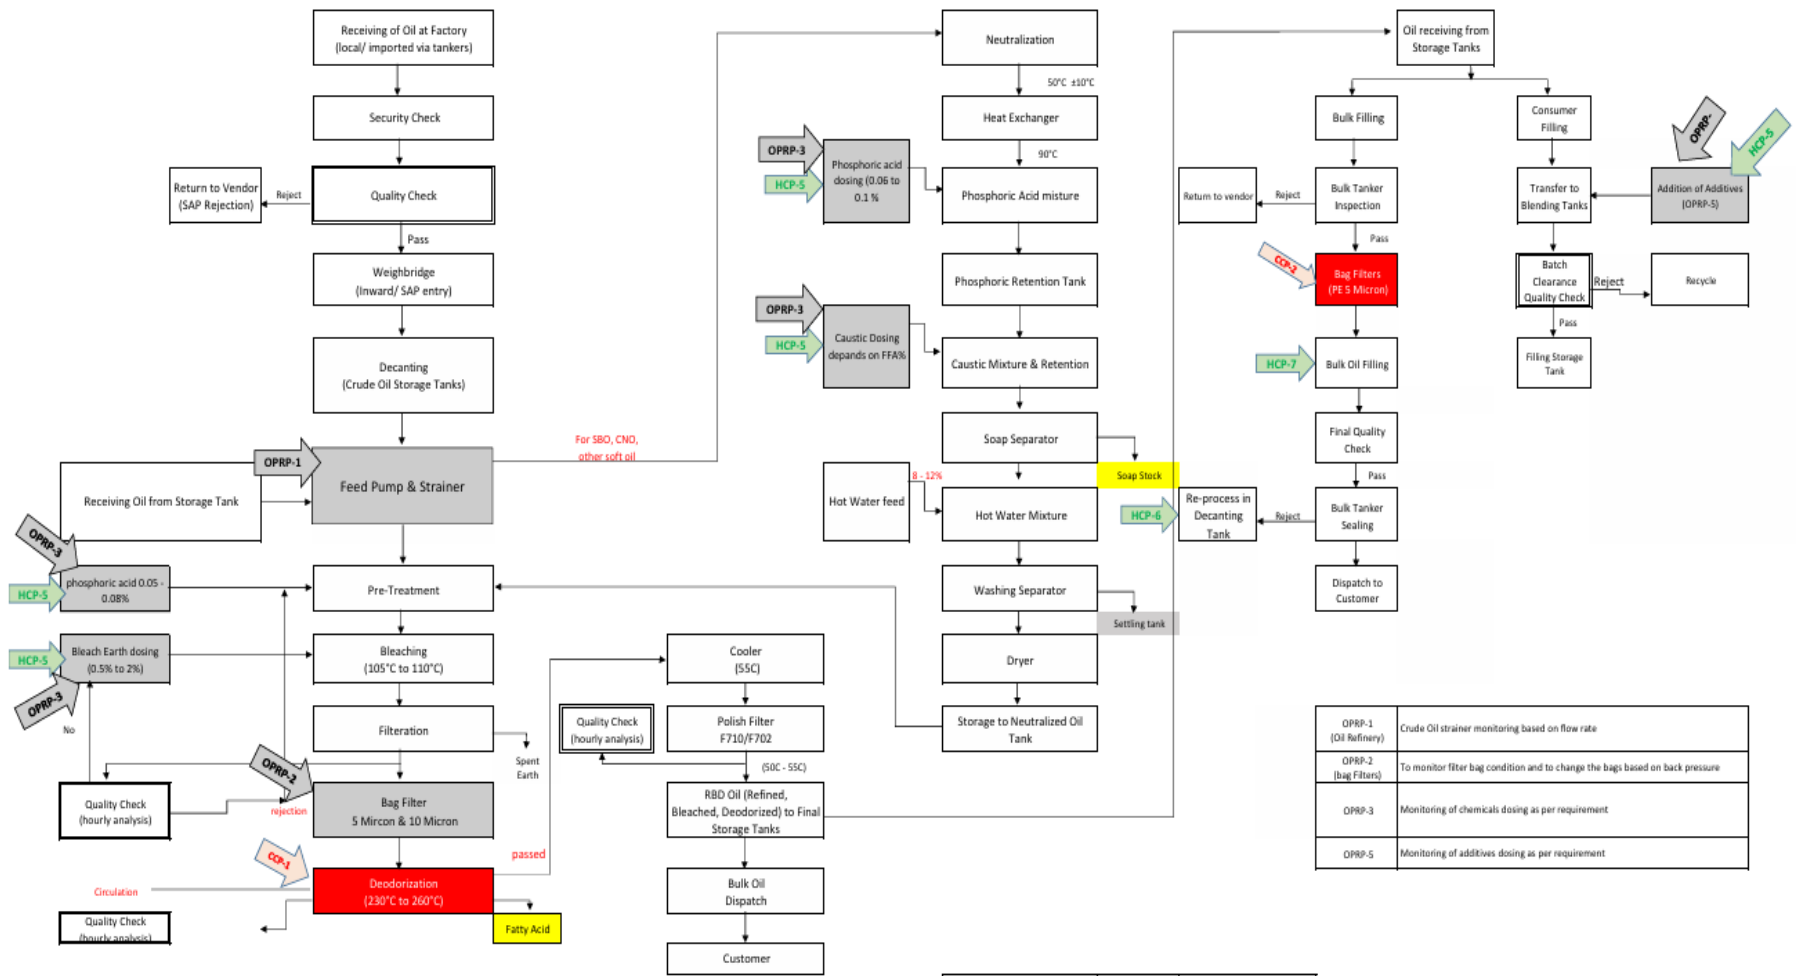 Receiving of Oil at Factory
(local/ imported via tankers)
Security Check
Quality Check
Reject
Return to Vendor
(SAP Rejection)
Pass
Weighbridge
(Inward/ SAP entry)
Decanting
(Crude Oil Storage Tanks)
OPRP-1
Feed Pump & Strainer
Receiving Oil from Storage Tank
For SBO, CNO,
other soft oil
OPRP-3
HCP-5
phosphoric acid 0.05 -
0.08%
Pre-Treatment
HCP-5
Bleach Earth dosing
(0.5% to 2%)
OPRP-3
No
Bleaching
(105°C to 110°C)
Filteration
Spent
Earth
OPRP-2
Quality Check
(hourly analysis)
rejection
Bag Filter
5 Mircon & 10 Micron
CCP-1
passed
Circulation
Deodorization
(230°C to 260°C)
Quality Check
(hourly analysis)
Fatty Acid
Cooler
(55C)
Quality Check
(hourly analysis)
Polish Filter
F710/F702
(50C - 55C)
RBD Oil (Refined,
Bleached, Deodorized) to Final
Storage Tanks
Bulk Oil
Dispatch
Customer
Neutralization
50°C ±10°C
Heat Exchanger
90°C
OPRP-3
HCP-5
Phosphoric acid
dosing (0.06 to
0.1 %
Phosphoric Acid mixture
Phosphoric Retention Tank
OPRP-3
HCP-5
Caustic Dosing
depands on FFA%
Caustic Mixture & Retention
Soap Separator
Soap Stock
Hot Water feed
8 - 12%
Hot Water Mixture
Washing Separator
Settling tank
Dryer
Storage to Neutralized Oil
Tank
Oil receiving from
Storage Tanks
Bulk Filling
Consumer
Filling
OPRP-
HCP-5
Return to vendor
Reject
Bulk Tanker
Inspection
Transfer to
Blending Tanks
Addition of Additives
(OPRP-5)
Pass
CCP-2
Bag Filters
(PE 5 Micron)
Batch
Clearance
Quality Check
Reject
Recycle
Pass
HCP-7
Bulk Oil Filling
Filling Storage
Tank
Final Quality
Check
Pass
HCP-6
Re-process in
Decanting
Tank
Reject
Bulk Tanker
Sealing
Dispatch to
Customer
OPRP-1
(Oil Refinery)
Crude Oil strainer monitoring based on flow rate
OPRP-2
(bag Filters)
To monitor filter bag condition and to change the bags based on back pressure
OPRP-3
Monitoring of chemicals dosing as per requirement
OPRP-5
Monitoring of additives dosing as per requirement